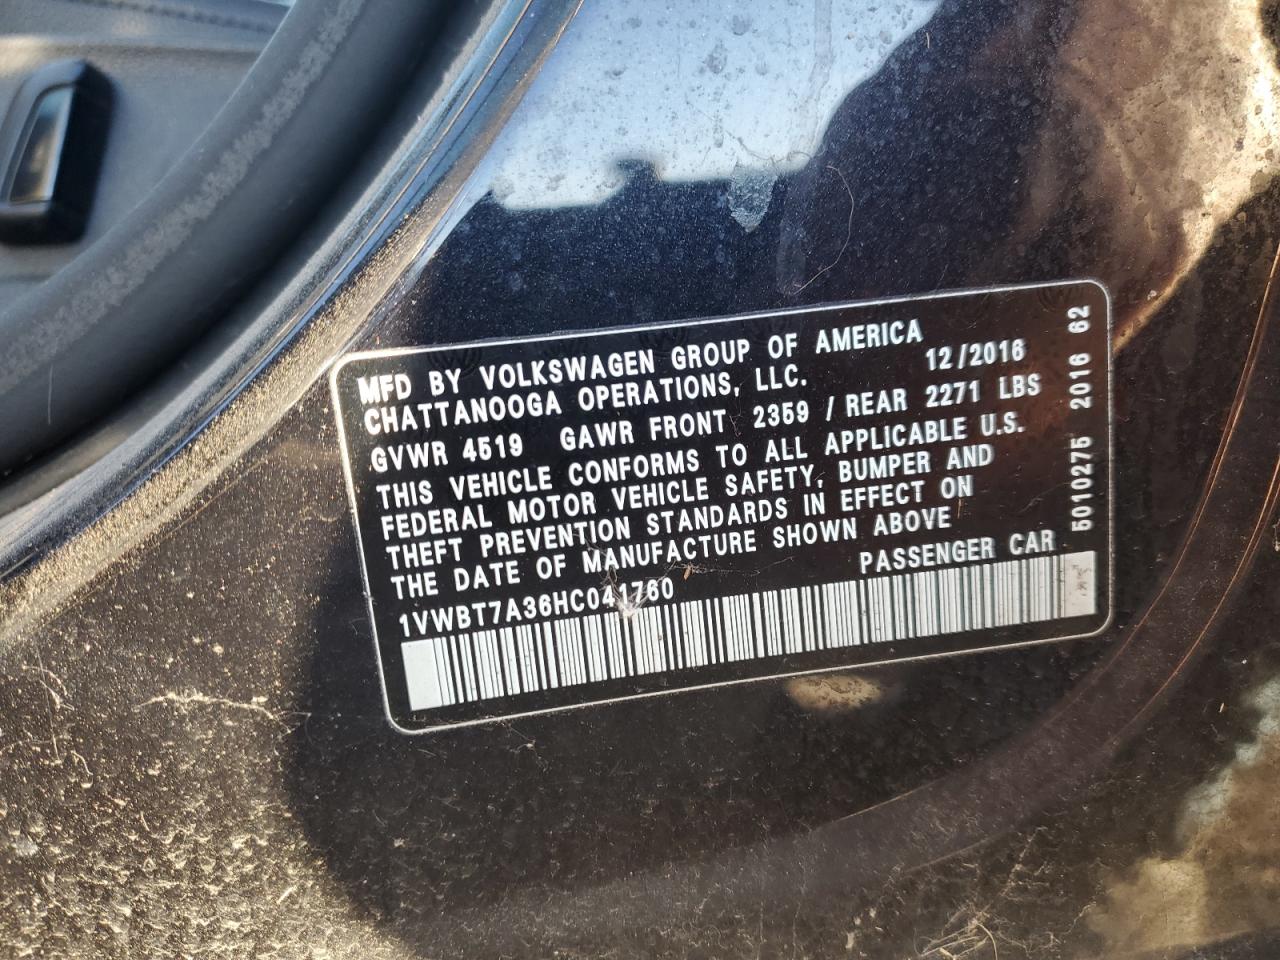 MFD BY VOLKSWAGEN GROUP OF AMERICA
CHATTANOOGA OPERATIONS, LLC. 12/2016
GVWR 4519 GAWR FRONT 2359 / REAR 2271 LBS
THIS VEHICLE CONFORMS TO ALL APPLICABLE U.S.
FEDERAL MOTOR VEHICLE SAFETY, BUMPER AND
THEFT PREVENTION STANDARDS IN EFFECT ON
THE DATE OF MANUFACTURE SHOWN ABOVE
1VWBT7A36HC041760 PASSENGER CAR
5010275 2016 62